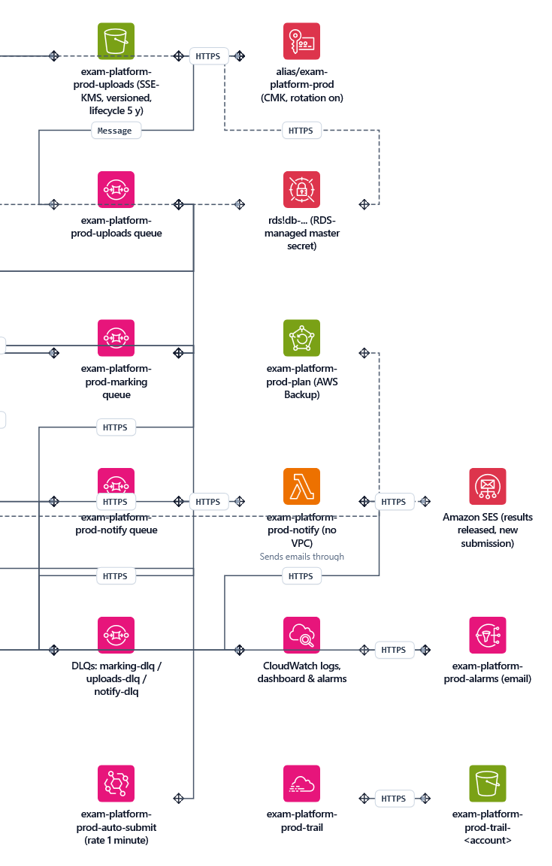 HTTPS
exam-platform-
prod-uploads (SSE-
KMS, versioned,
lifecycle 5 y)
alias/exam-
platform-prod
(CMK, rotation on)
Message
HTTPS
exam-platform-
prod-uploads queue
rds!db-... (RDS-
managed master
secret)
exam-platform-
prod-marking
queue
exam-platform-
prod-plan (AWS
Backup)
HTTPS
HTTPS
HTTPS
HTTPS
exam-platform-
prod-notify queue
exam-platform-
prod-notify (no
VPC)
Sends emails through
Amazon SES (results
released, new
submission)
HTTPS
HTTPS
HTTPS
DLQs: marking-dlq /
uploads-dlq /
notify-dlq
CloudWatch logs,
dashboard & alarms
exam-platform-
prod-alarms (email)
HTTPS
exam-platform-
prod-auto-submit
(rate 1 minute)
exam-platform-
prod-trail
exam-platform-
prod-trail-
<account>